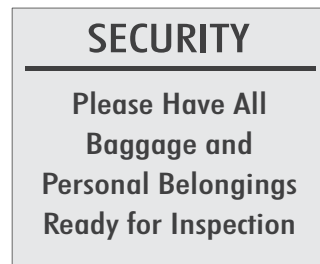 SECURITY
Please Have All
Baggage and
Personal Belongings
Ready for Inspection